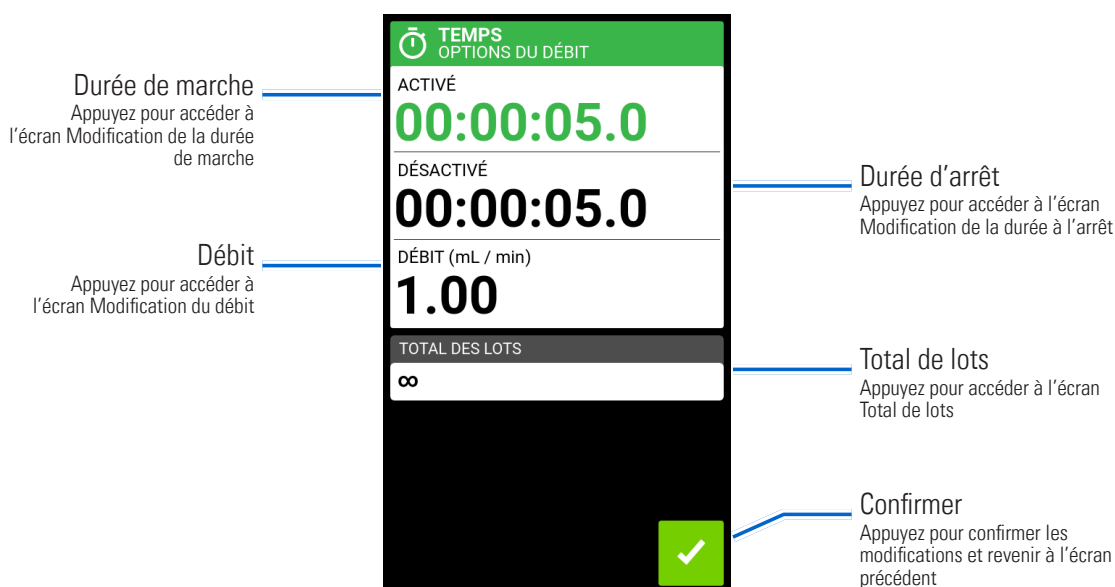 TEMPS
OPTIONS DU DÉBIT
Durée de marche
Appuyez pour accéder à
l'écran Modification de la durée
de marche
ACTIVÉ
00:00:05.0
DÉSACTIVÉ
00:00:05.0
Durée d'arrêt
Appuyez pour accéder à l'écran
Modification de la durée à l'arrêt
Débit
Appuyez pour accéder à
l'écran Modification du débit
DÉBIT (mL / min)
1.00
TOTAL DES LOTS
∞
Total de lots
Appuyez pour accéder à l'écran
Total de lots
Confirmer
Appuyez pour confirmer les
modifications et revenir à l'écran
précédent